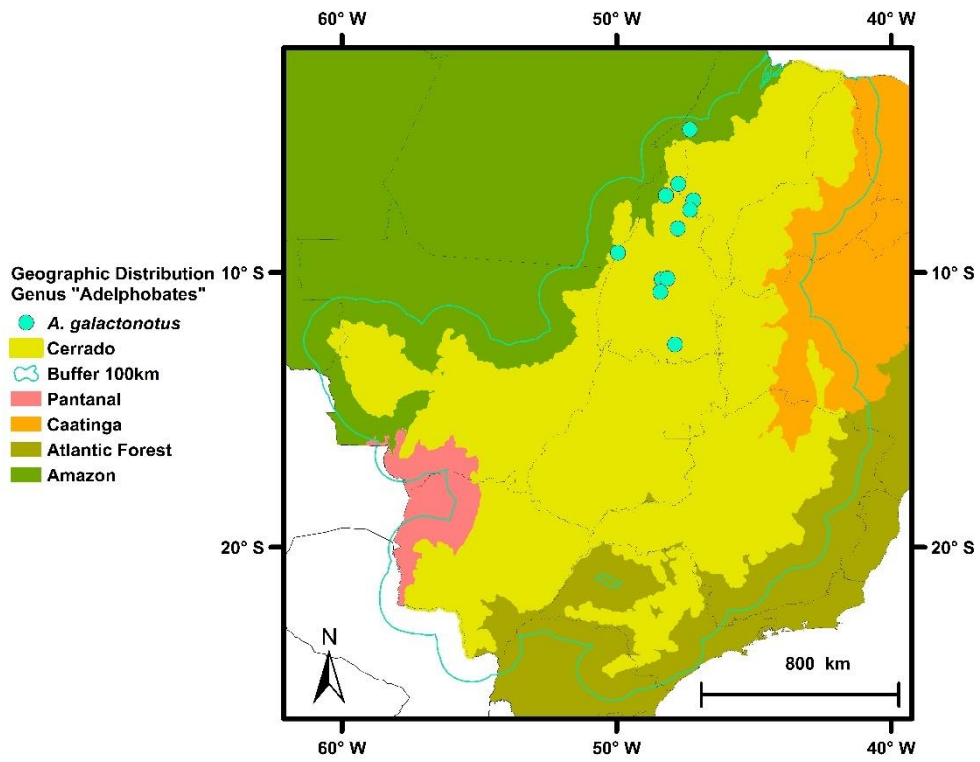 60° W 50° W 40° W
Geographic Distribution
Genus "Adelphobates"
A. galactonotus
Cerrado
Buffer 100km
Pantanal
Caatinga
Atlantic Forest
Amazon
10° S 10° S
20° S 20° S
N
800 km
60° W 50° W 40° W